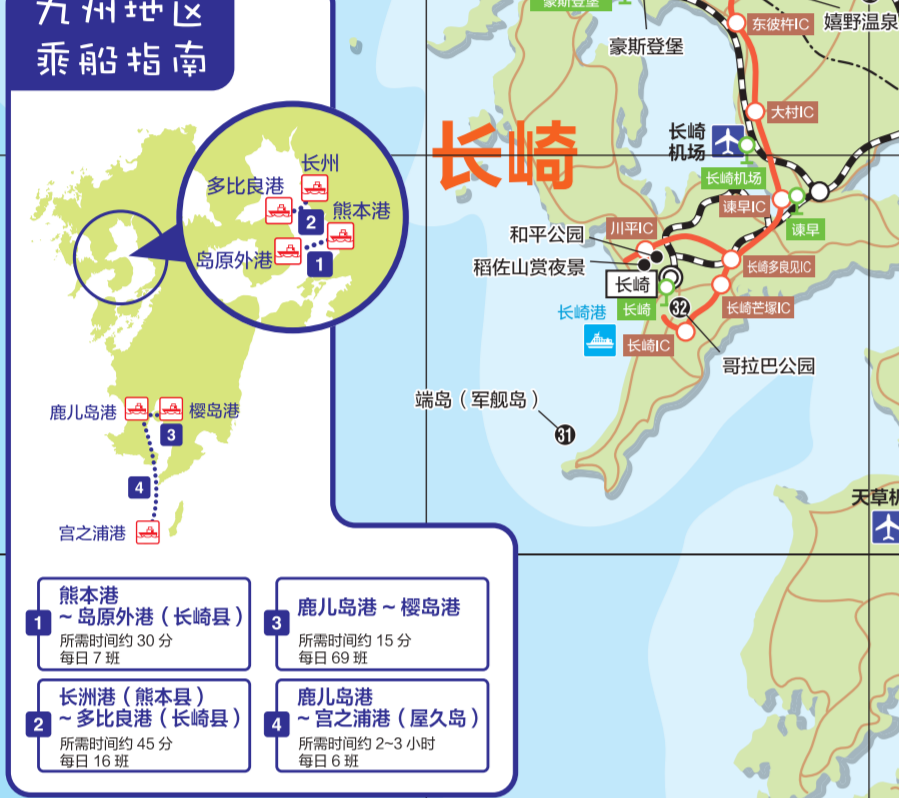 九州地区
乘船指南
长州
多比良港
2
熊本港
岛原外港
1
鹿儿岛港
樱岛港
3
4
宫之浦港
1
熊本港
~岛原外港（长崎县）
所需时间约 30 分
每日 7 班
2
长洲港（熊本县）
~多比良港（长崎县）
所需时间约 45 分
每日 16 班
3
鹿儿岛港 ~ 樱岛港
所需时间约 15 分
每日 69 班
4
鹿儿岛港
~宫之浦港（屋久岛）
所需时间约 2~3 小时
每日 6 班
豪斯登堡
豪斯登堡
东彼杵IC
嬉野温泉
长崎
大村IC
长崎
机场
长崎机场
谏早IC
谏早
和平公园
川平IC
稻佐山赏夜景
长崎多良见IC
长崎
长崎港
长崎
32
长崎芒塚IC
长崎IC
哥拉巴公园
端岛（军舰岛）
31
天草机